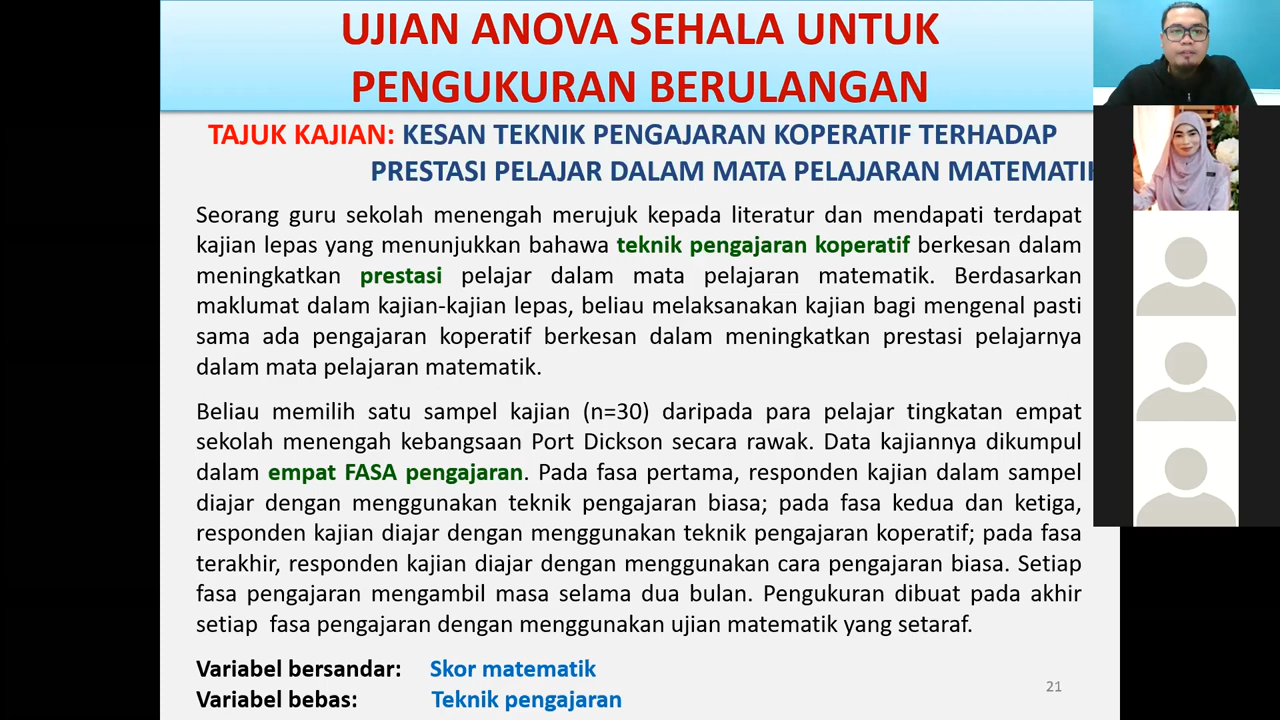 UJIAN ANOVA SEHALA UNTUK
PENGUKURAN BERULANGAN
TAJUK KAJIAN: KESAN TEKNIK PENGAJARAN KOPERATIF TERHADAP
PRESTASI PELAJAR DALAM MATA PELAJARAN
Seorang guru sekolah menengah merujuk kepada literatur dan mendapati terdapat
kajian lepas yang menunjukkan bahawa teknik pengajaran koperatif berkesan dalam
meningkatkan prestasi pelajar dalam mata pelajaran matematik. Berdasarkan
maklumat dalam kajian-kajian lepas, beliau melaksanakan kajian bagi mengenal pasti
sama ada pengajaran koperatif berkesan dalam meningkatkan prestasi pelajarnya
dalam mata pelajaran matematik.
Beliau memilih satu sampel kajian (n=30) daripada para pelajar tingkatan empat
sekolah menengah kebangsaan Port Dickson secara rawak. Data kajiannya dikumpul
dalam empat FASA pengajaran. Pada fasa pertama, responden kajian dalam sampel
diajar dengan menggunakan teknik pengajaran biasa; pada fasa kedua dan ketiga,
responden kajian diajar dengan menggunakan teknik pengajaran koperatif; pada fasa
terakhir, responden kajian diajar dengan menggunakan cara pengajaran biasa. Setiap
fasa pengajaran mengambil masa selama dua bulan. Pengukuran dibuat pada akhir
setiap fasa pengajaran dengan menggunakan ujian matematik yang setaraf.
Variabel bersandar: Skor matematik
Variabel bebas: Teknik pengajaran
21